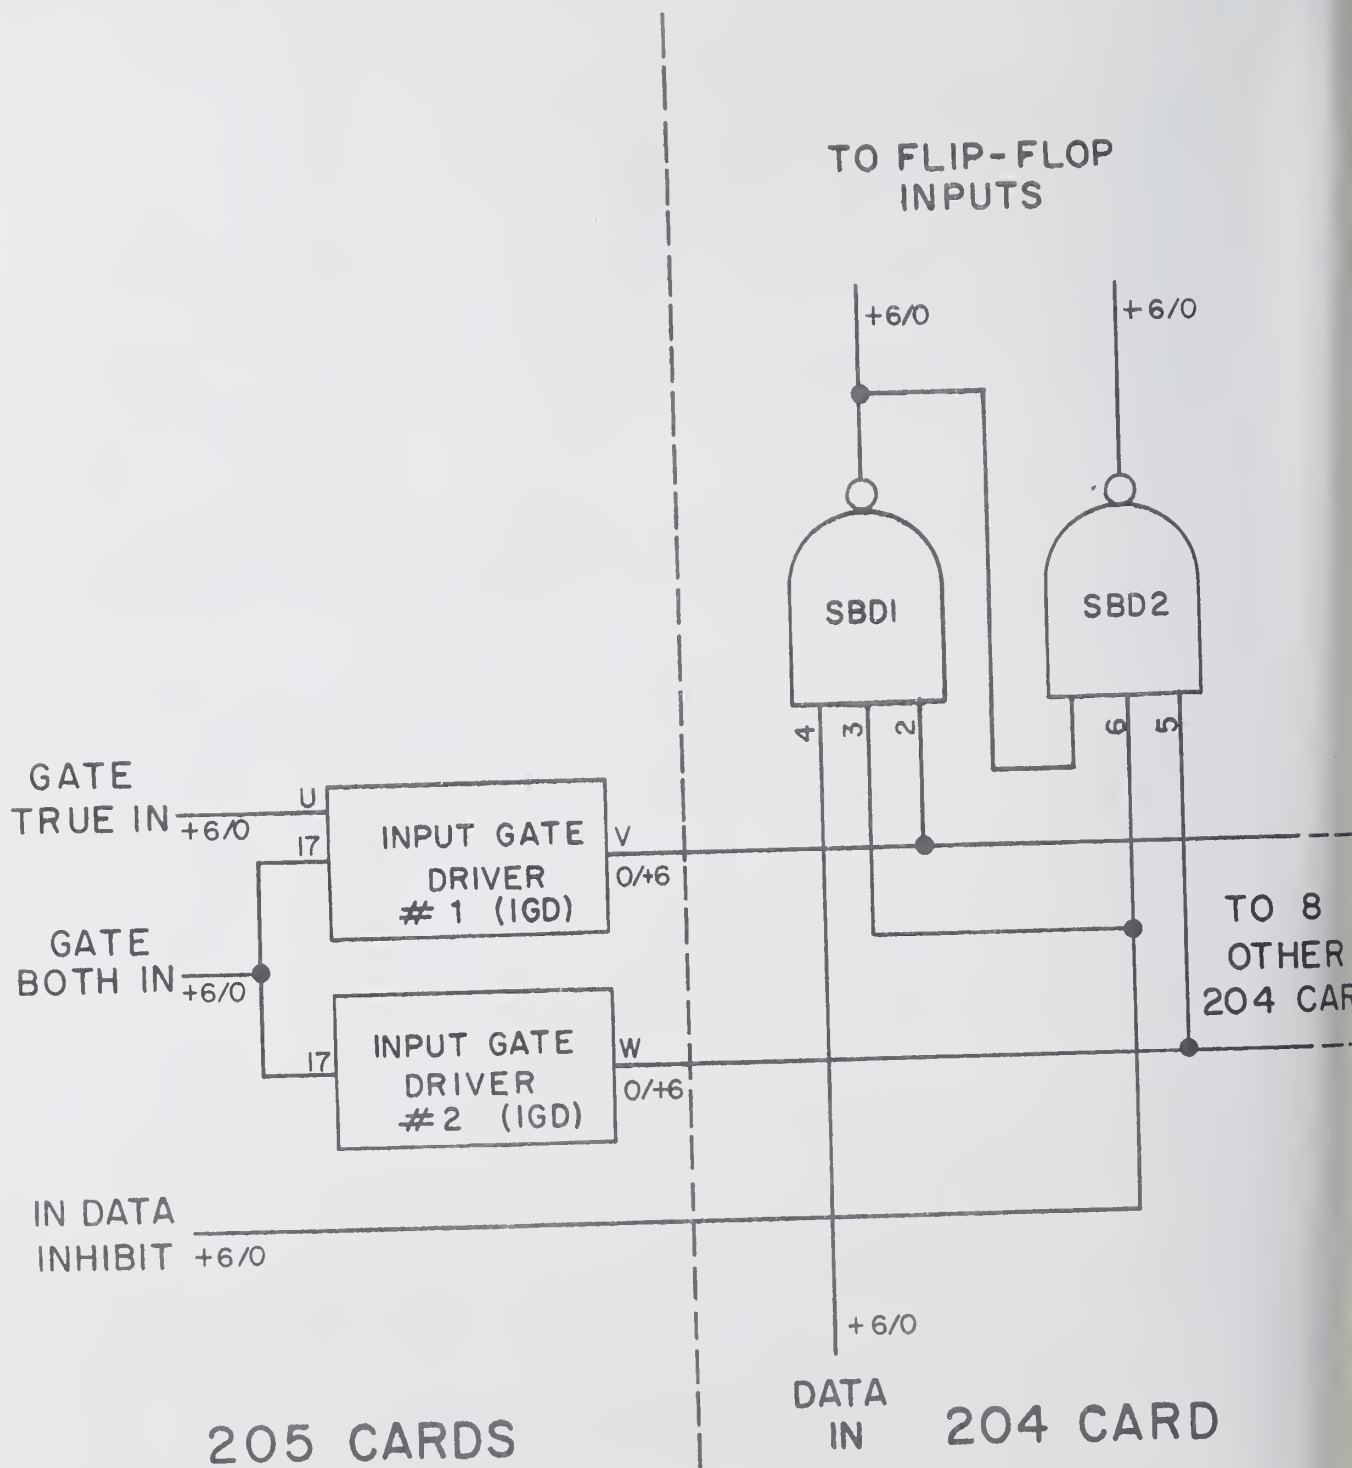 TO FLIP-FLOP
INPUTS
+6/0
+6/0
SBD1
SBD2
4
3
2
6
5
GATE
TRUE IN
+6/0
U
17
INPUT GATE
DRIVER
# 1 (IGD)
V
0/+6
GATE
BOTH IN
+6/0
TO 8
OTHER
204 CAR
17
INPUT GATE
DRIVER
# 2 (IGD)
W
0/+6
IN DATA
INHIBIT
+6/0
+6/0
DATA
IN
205 CARDS
204 CARD